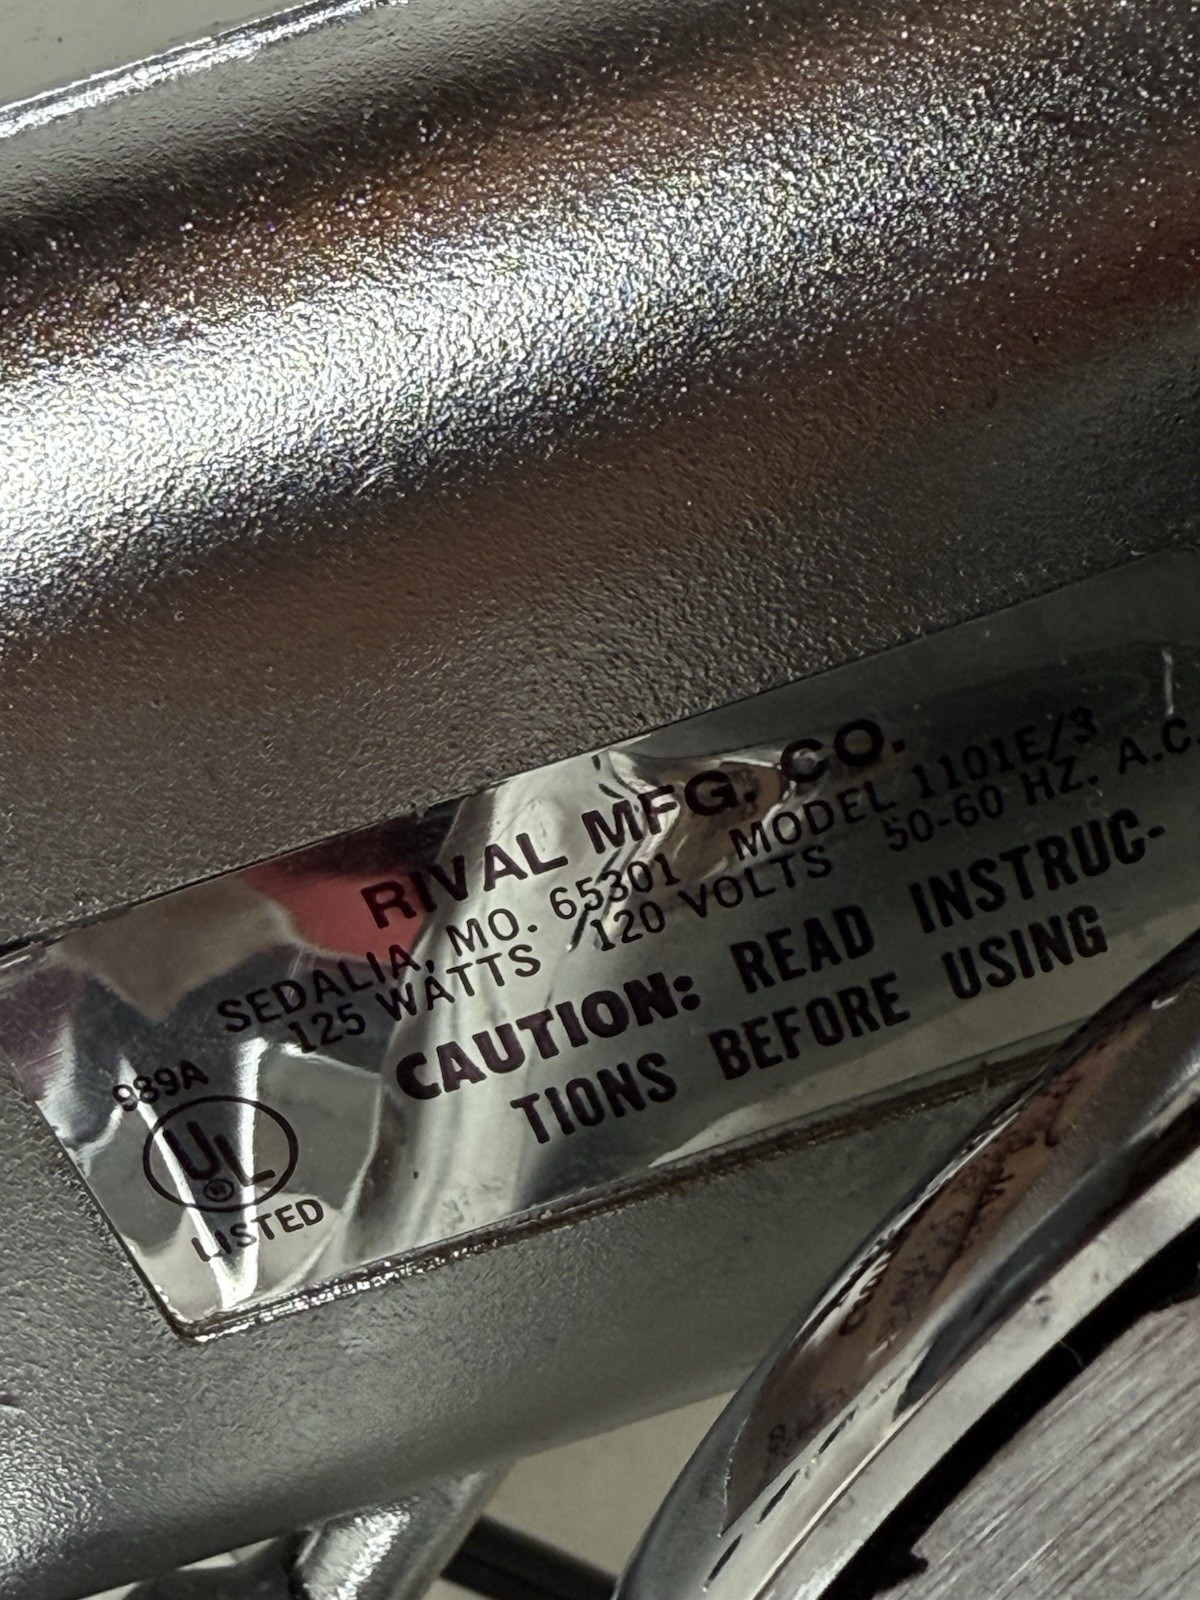 RIVAL MFG. CO.
SEDALIA, MO. 65301 MODEL 1101E/3
125 WATTS 120 VOLTS 50-60 HZ. A.C.
CAUTION: READ INSTRUC-
TIONS BEFORE USING
989A
UL
®
LISTED